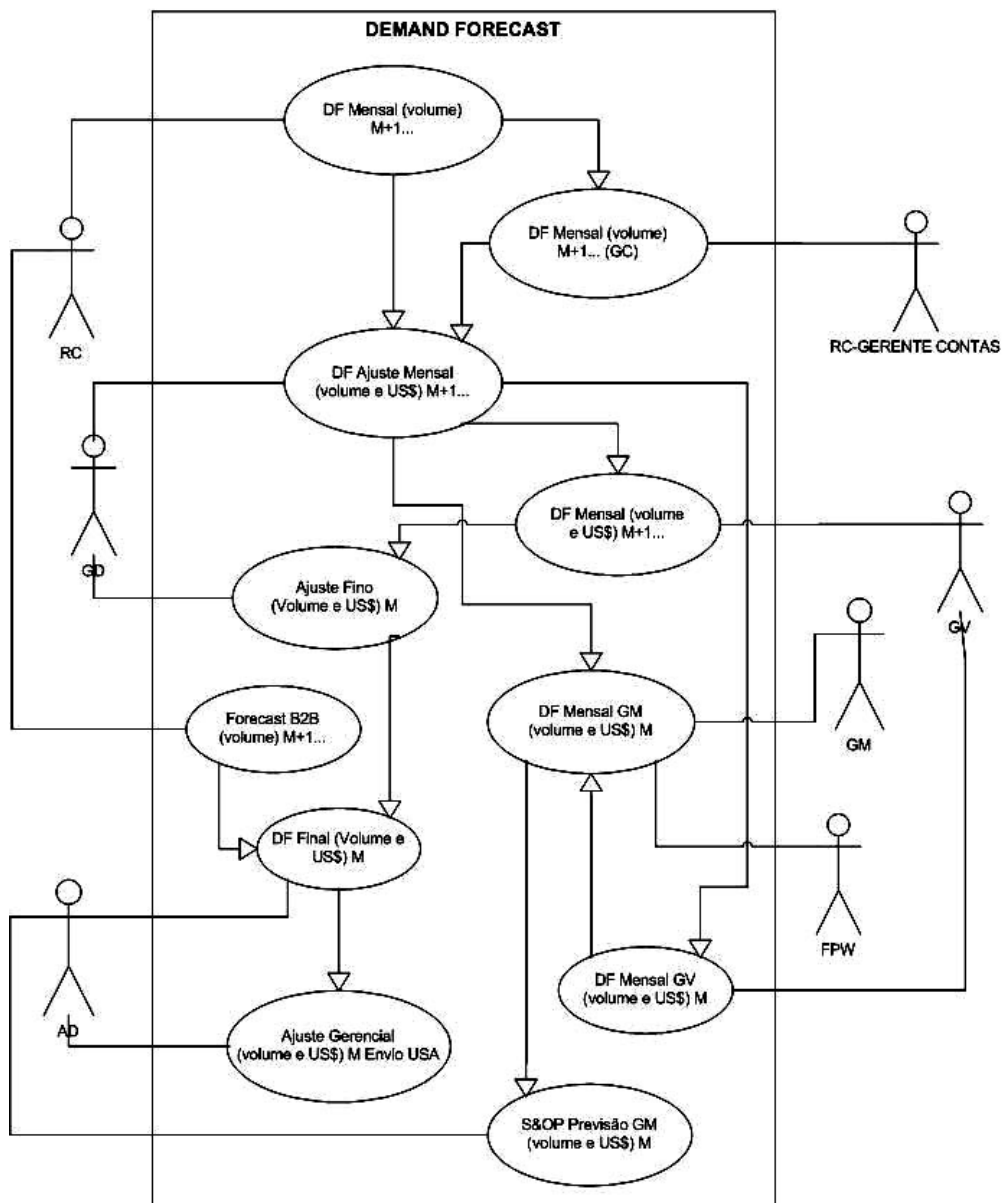 DEMAND FORECAST
DF Mensal (volume)
M+1...
DF Mensal (volume)
M+1... (GC)
RC
RC-GERENTE CONTAS
DF Ajuste Mensal
(volume e US$) M+1...
DF Mensal (volume
e US$) M+1...
GD
Ajuste Fino
(Volume e US$) M
GV
Forecast B2B
(volume) M+1...
DF Mensal GM
(volume e US$) M
GM
DF Final (Volume e
US$) M
FPW
DF Mensal GV
(volume e US$) M
AD
Ajuste Gerencial
(volume e US$) M Envio USA
S&OP Previsão GM
(volume e US$) M